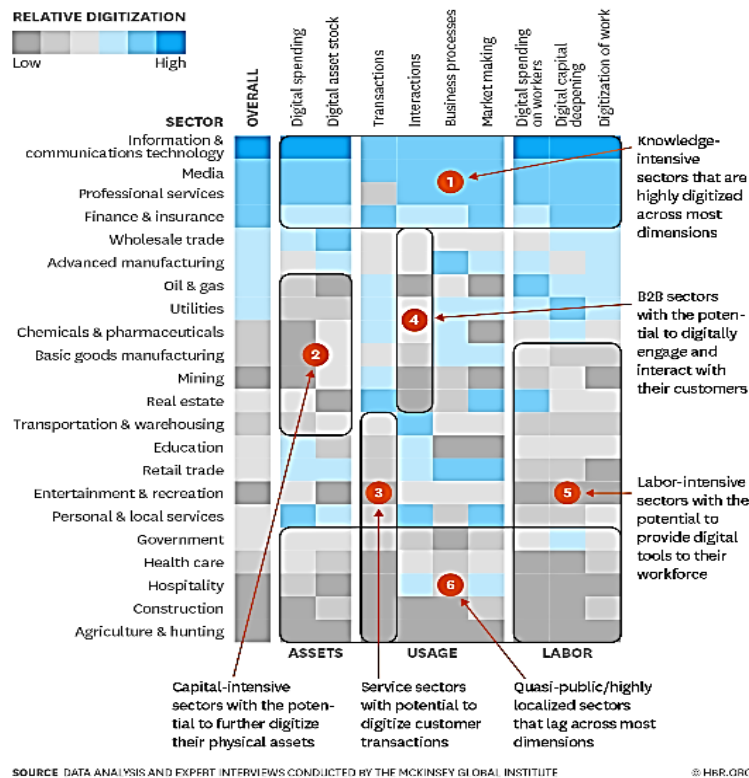 RELATIVE DIGITIZATION
Low High
SECTOR
OVERALL
Digital spending
Digital asset stock
Transactions
Interactions
Business processes
Market making
Digital spending
on workers
Digital capital
deepening
Digitization of work
Information &
communications technology
Media
Professional services
Finance & insurance
Wholesale trade
Advanced manufacturing
Oil & gas
Utilities
Chemicals & pharmaceuticals
Basic goods manufacturing
Mining
Real estate
Transportation & warehousing
Education
Retail trade
Entertainment & recreation
Personal & local services
Government
Health care
Hospitality
Construction
Agriculture & hunting
1
4
2
3
5
6
Knowledge-
intensive
sectors that are
highly digitized
across most
dimensions
B2B sectors
with the poten-
tial to digitally
engage and
interact with
their customers
Labor-intensive
sectors with the
potential to
provide digital
tools to their
workforce
ASSETS USAGE LABOR
Capital-intensive
sectors with the poten-
tial to further digitize
their physical assets
Service sectors
with potential to
digitize customer
transactions
Quasi-public/highly
localized sectors
that lag across most
dimensions
SOURCE DATA ANALYSIS AND EXPERT INTERVIEWS CONDUCTED BY THE MCKINSEY GLOBAL INSTITUTE
© HBR.ORG